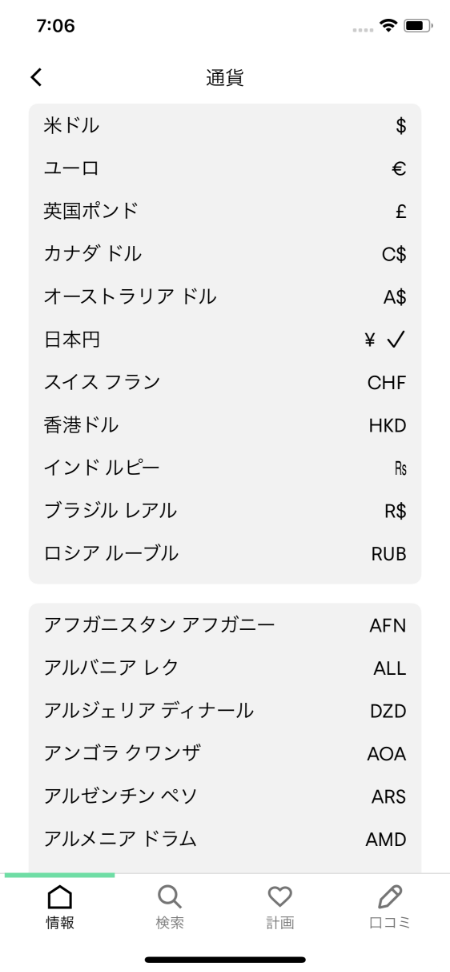 7:06
通貨
米ドル $
ユーロ €
英国ポンド £
カナダ ドル C$
オーストラリア ドル A$
日本円 ¥
スイス フラン CHF
香港ドル HKD
インド ルピー ₨
ブラジル レアル R$
ロシア ルーブル RUB
アフガニスタン アフガニー AFN
アルバニア レク ALL
アルジェリア ディナール DZD
アンゴラ クワンザ AOA
アルゼンチン ペソ ARS
アルメニア ドラム AMD
情報 検索 計画 口コミ